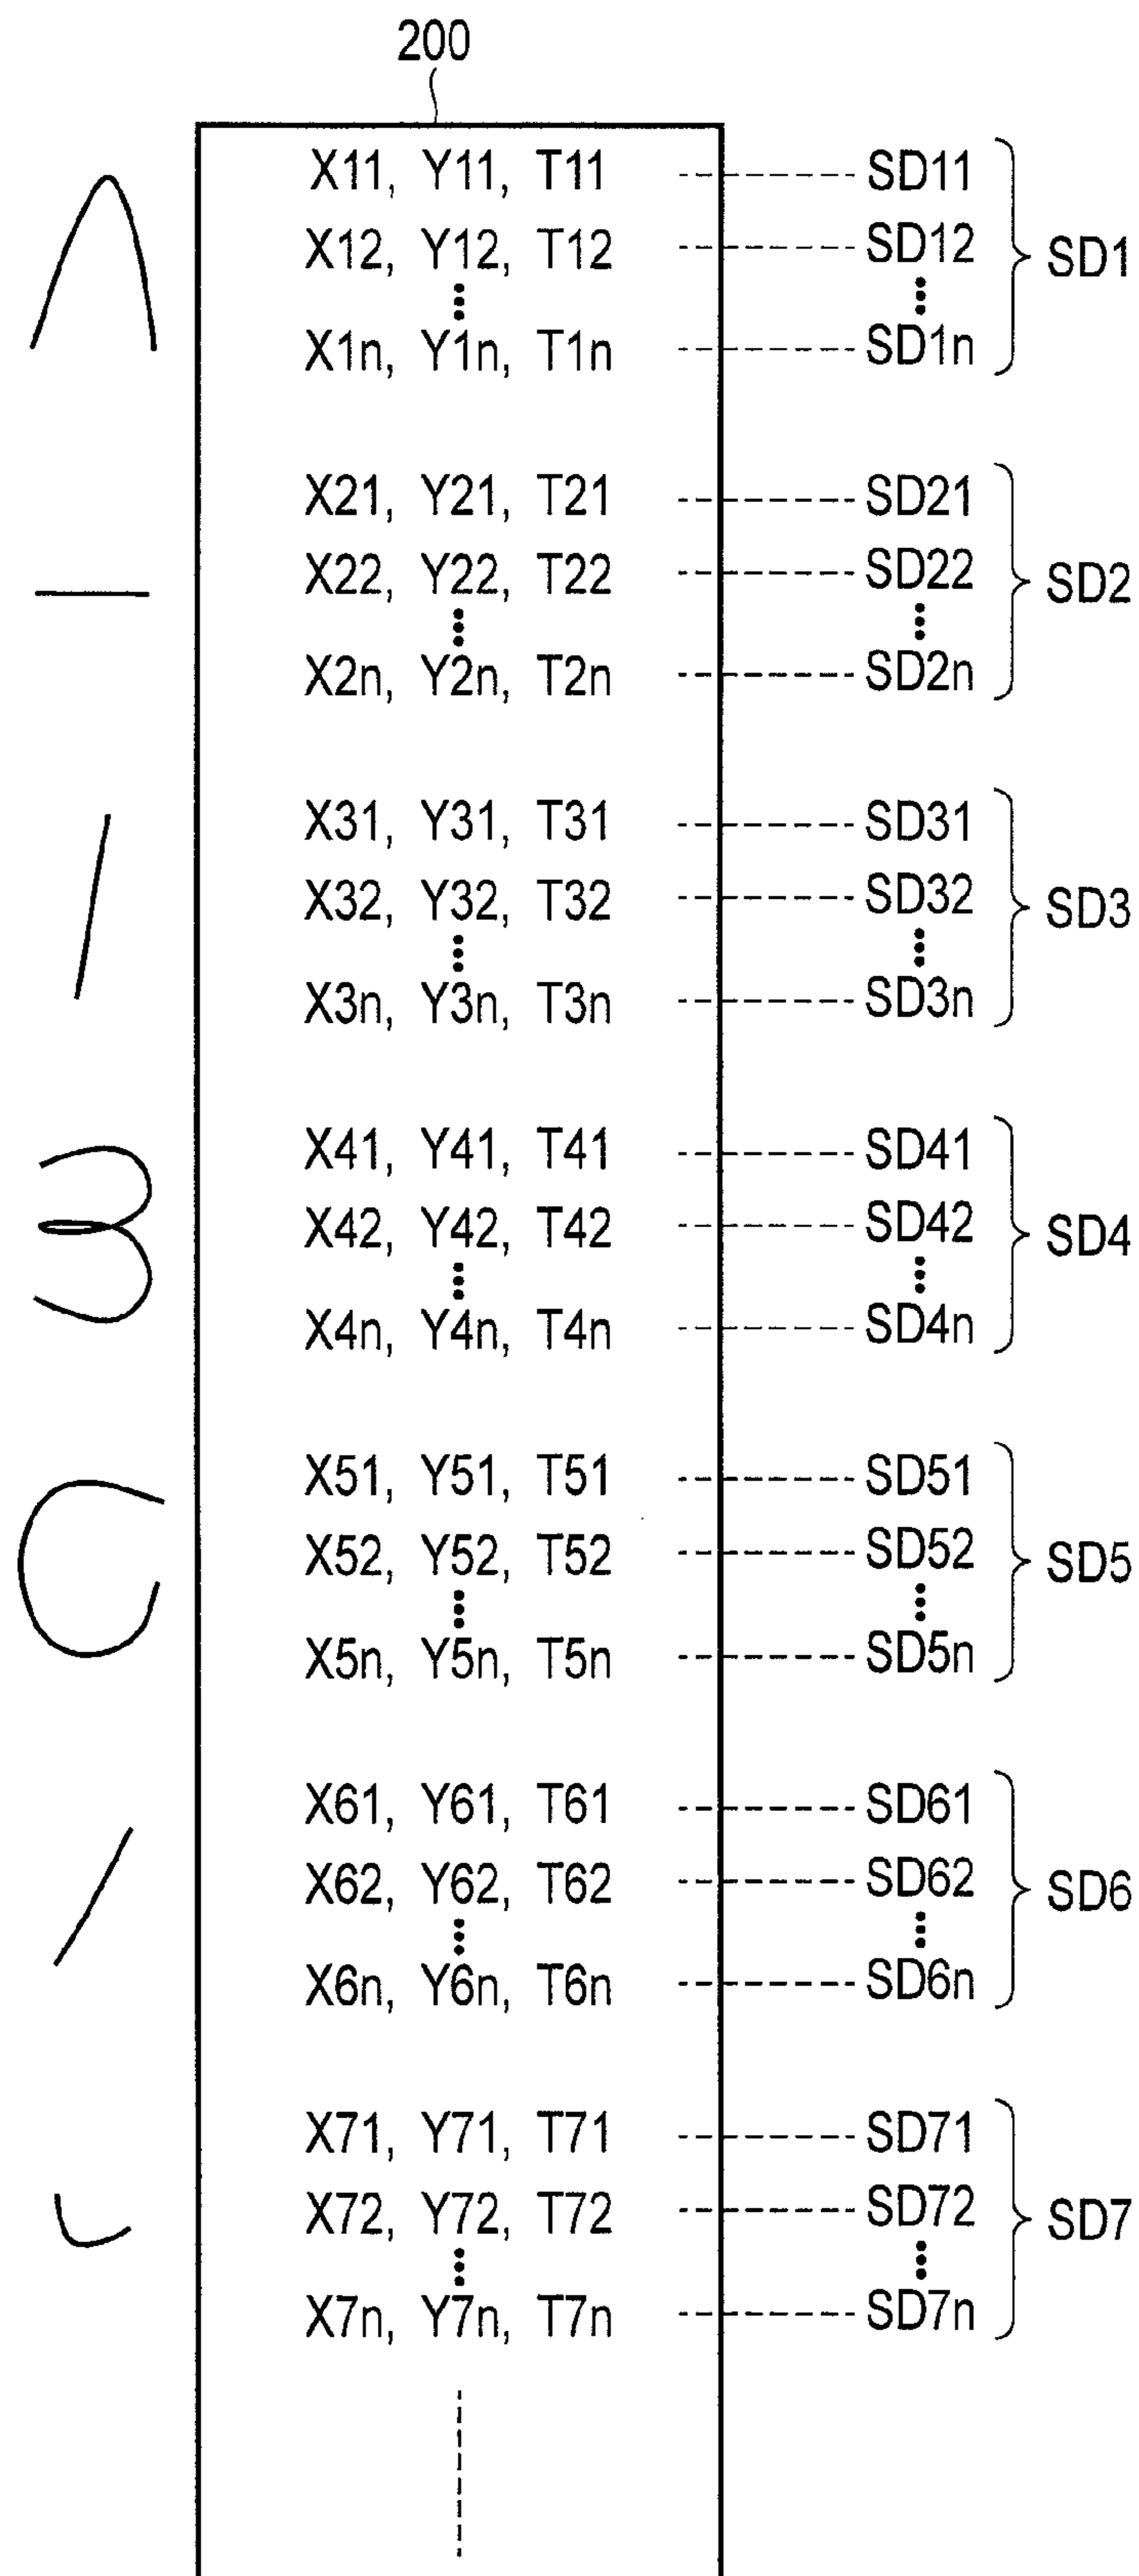 200
X11, Y11, T11 SD11
X12, Y12, T12 SD12 SD1
X1n, Y1n, T1n SD1n
X21, Y21, T21 SD21
X22, Y22, T22 SD22 SD2
X2n, Y2n, T2n SD2n
X31, Y31, T31 SD31
X32, Y32, T32 SD32 SD3
X3n, Y3n, T3n SD3n
X41, Y41, T41 SD41
X42, Y42, T42 SD42 SD4
X4n, Y4n, T4n SD4n
X51, Y51, T51 SD51
X52, Y52, T52 SD52 SD5
X5n, Y5n, T5n SD5n
X61, Y61, T61 SD61
X62, Y62, T62 SD62 SD6
X6n, Y6n, T6n SD6n
X71, Y71, T71 SD71
X72, Y72, T72 SD72 SD7
X7n, Y7n, T7n SD7n